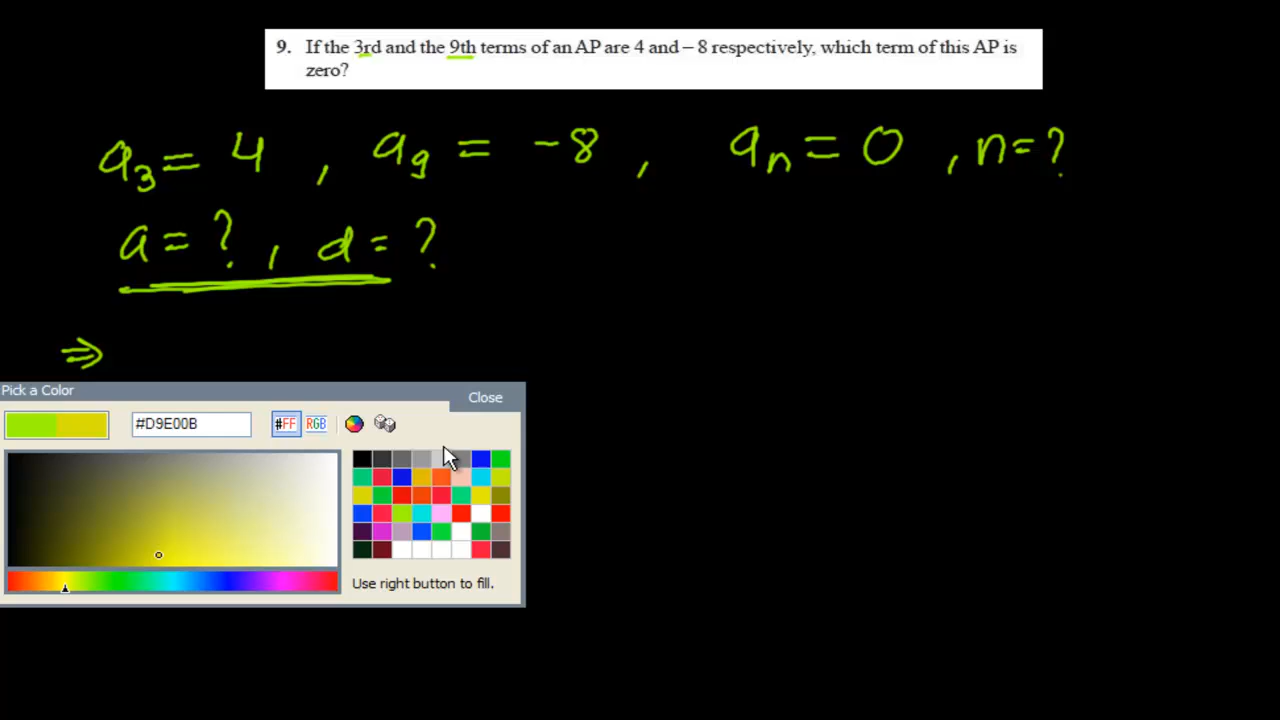 9. If the 3rd and the 9th terms of an AP are 4 and – 8 respectively, which term of this AP is
zero?
a₃ = 4 , a₉ = -8 , aₙ = 0 , n = ?
a = ? , d = ?
⇒
Pick a Color
Close
#D9E00B #FF RGB
Use right button to fill.